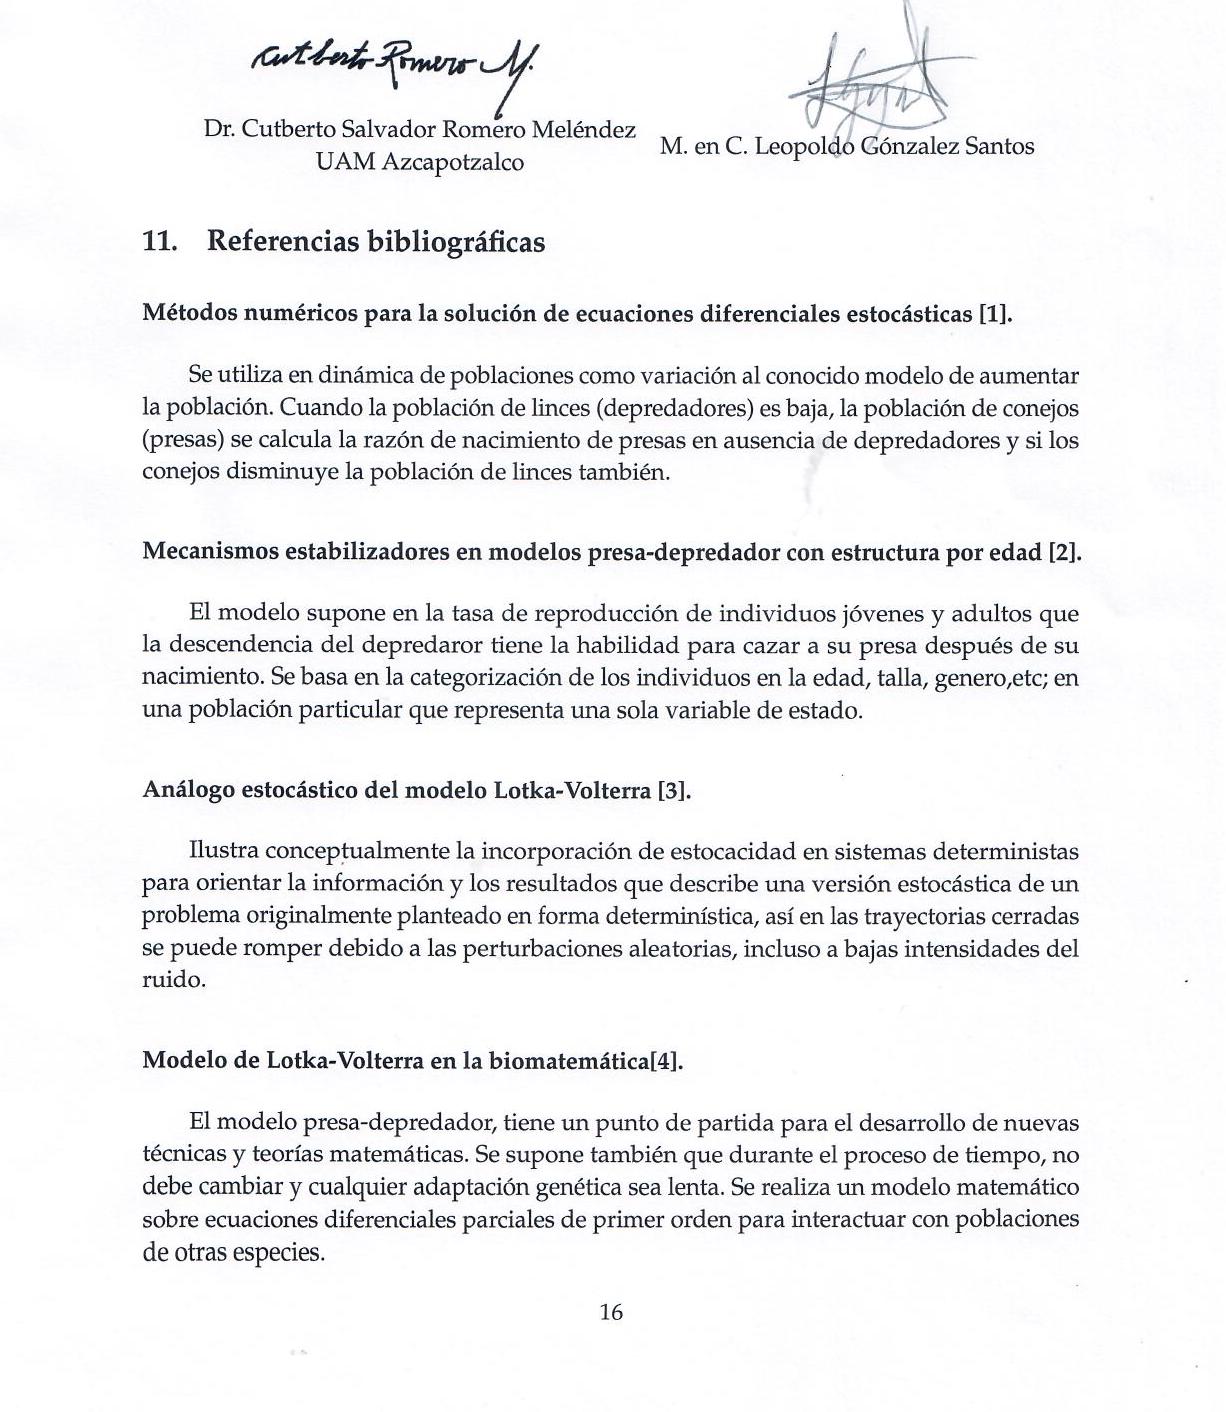 Cutberto Romero M.
Dr. Cutberto Salvador Romero Meléndez
UAM Azcapotzalco
M. en C. Leopoldo Gónzalez Santos
11. Referencias bibliográficas
Métodos numéricos para la solución de ecuaciones diferenciales estocásticas [1].
Se utiliza en dinámica de poblaciones como variación al conocido modelo de aumentar
la población. Cuando la población de linces (depredadores) es baja, la población de conejos
(presas) se calcula la razón de nacimiento de presas en ausencia de depredadores y si los
conejos disminuye la población de linces también.
Mecanismos estabilizadores en modelos presa-depredador con estructura por edad [2].
El modelo supone en la tasa de reproducción de individuos jóvenes y adultos que
la descendencia del depredaror tiene la habilidad para cazar a su presa después de su
nacimiento. Se basa en la categorización de los individuos en la edad, talla, genero,etc; en
una población particular que representa una sola variable de estado.
Análogo estocástico del modelo Lotka-Volterra [3].
Ilustra conceptualmente la incorporación de estocacidad en sistemas deterministas
para orientar la información y los resultados que describe una versión estocástica de un
problema originalmente planteado en forma determinística, así en las trayectorias cerradas
se puede romper debido a las perturbaciones aleatorias, incluso a bajas intensidades del
ruido.
Modelo de Lotka-Volterra en la biomatemática[4].
El modelo presa-depredador, tiene un punto de partida para el desarrollo de nuevas
técnicas y teorías matemáticas. Se supone también que durante el proceso de tiempo, no
debe cambiar y cualquier adaptación genética sea lenta. Se realiza un modelo matemático
sobre ecuaciones diferenciales parciales de primer orden para interactuar con poblaciones
de otras especies.
16